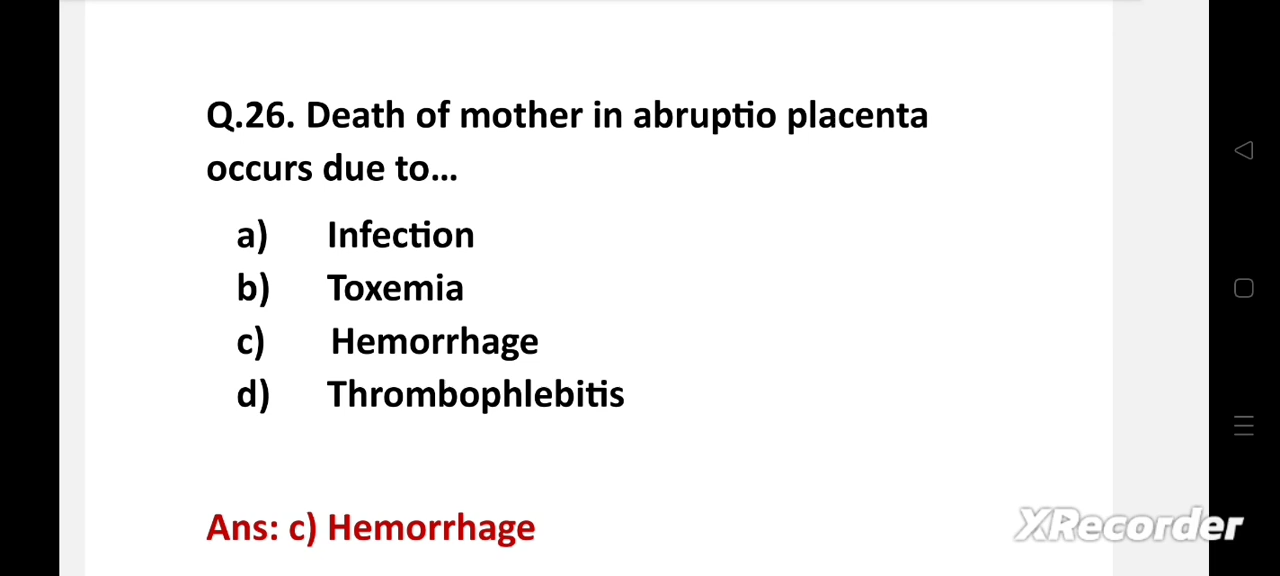 Q.26. Death of mother in abruptio placenta
occurs due to...
a) Infection
b) Toxemia
c) Hemorrhage
d) Thrombophlebitis
Ans: c) Hemorrhage
XRecorder